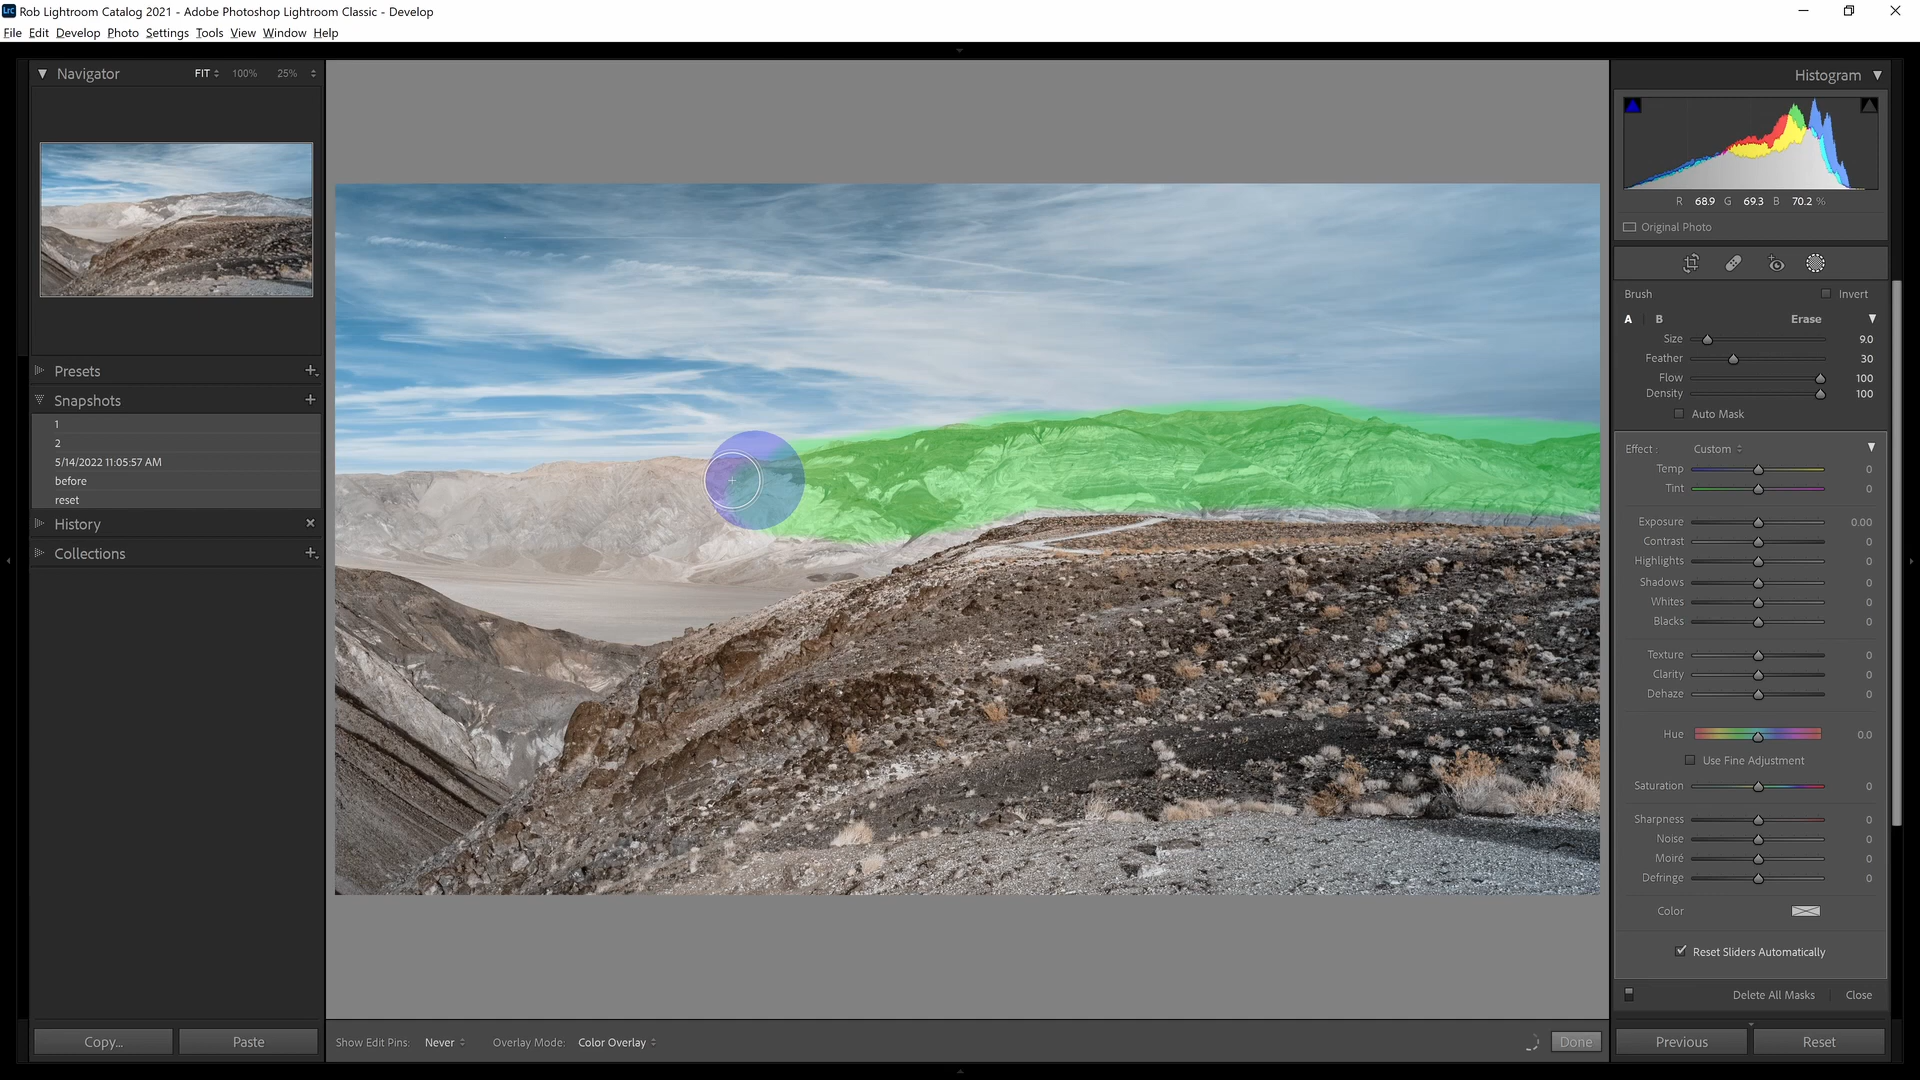 Lrc Rob Lightroom Catalog 2021 - Adobe Photoshop Lightroom Classic - Develop
File Edit Develop Photo Settings Tools View Window Help
Navigator FIT 100% 25%
Presets
Snapshots
1
2
5/14/2022 11:05:57 AM
before
reset
History
Collections
Copy... Paste
Show Edit Pins: Never Overlay Mode: Color Overlay Done
Histogram
R 68.9 G 69.3 B 70.2 %
Original Photo
Brush Invert
A B Erase
Size 9.0
Feather 30
Flow 100
Density 100
Auto Mask
Effect : Custom
Temp 0
Tint 0
Exposure 0.00
Contrast 0
Highlights 0
Shadows 0
Whites 0
Blacks 0
Texture 0
Clarity 0
Dehaze 0
Hue 0.0
Use Fine Adjustment
Saturation 0
Sharpness 0
Noise 0
Moiré 0
Defringe 0
Color
Reset Sliders Automatically
Delete All Masks Close
Previous Reset